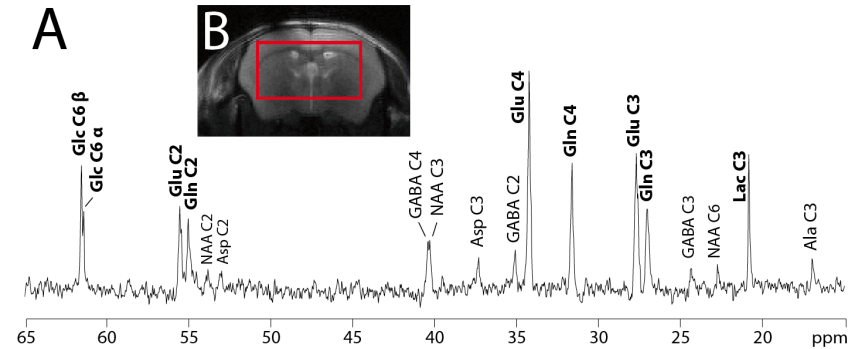 A
B
Glc C6 β
Glc C6 α
Glu C2
Gln C2
NAA C2
Asp C2
GABA C4
NAA C3
Asp C3
GABA C2
Glu C4
Gln C4
Glu C3
Gln C3
GABA C3
NAA C6
Lac C3
Ala C3
65 60 55 50 45 40 35 30 25 20 ppm